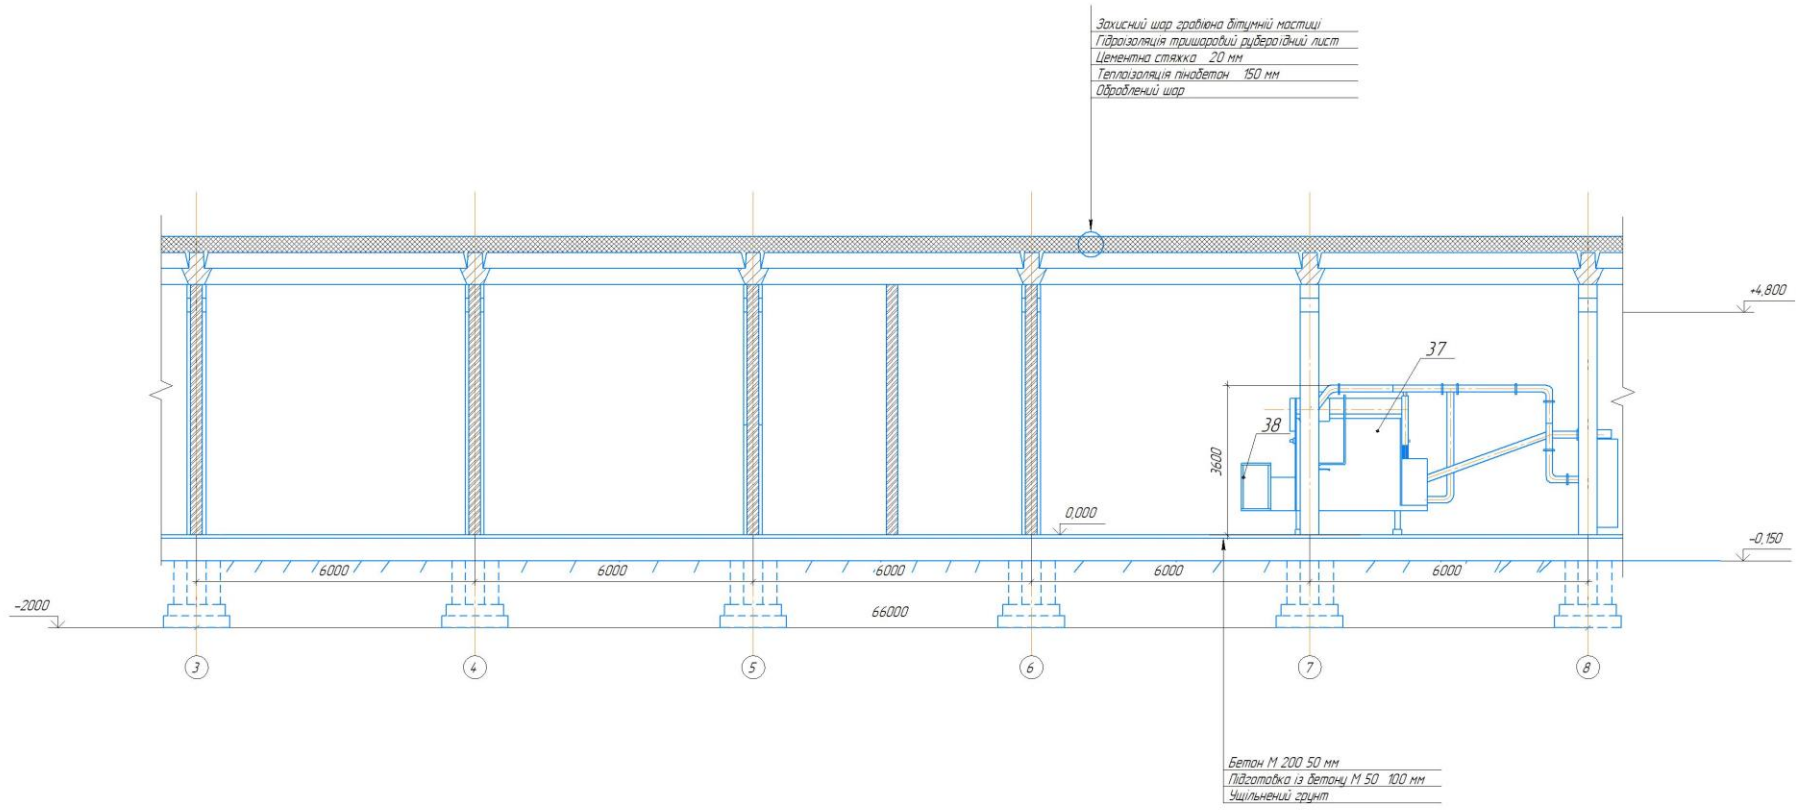 Захисний шар гравіюна бітумній мастиці
Гідроізоляція тришаровий рубероїдний лист
Цементна стяжка 20 мм
Теплоізоляція пінобетон 150 мм
Оброблений шар
+4,800
37
38
3600
0,000
-0,150
6000 6000 6000 6000 6000
-2000
66000
3 4 5 6 7 8
Бетон М 200 50 мм
Підготовка із бетону М 50 100 мм
Ущільнений грунт